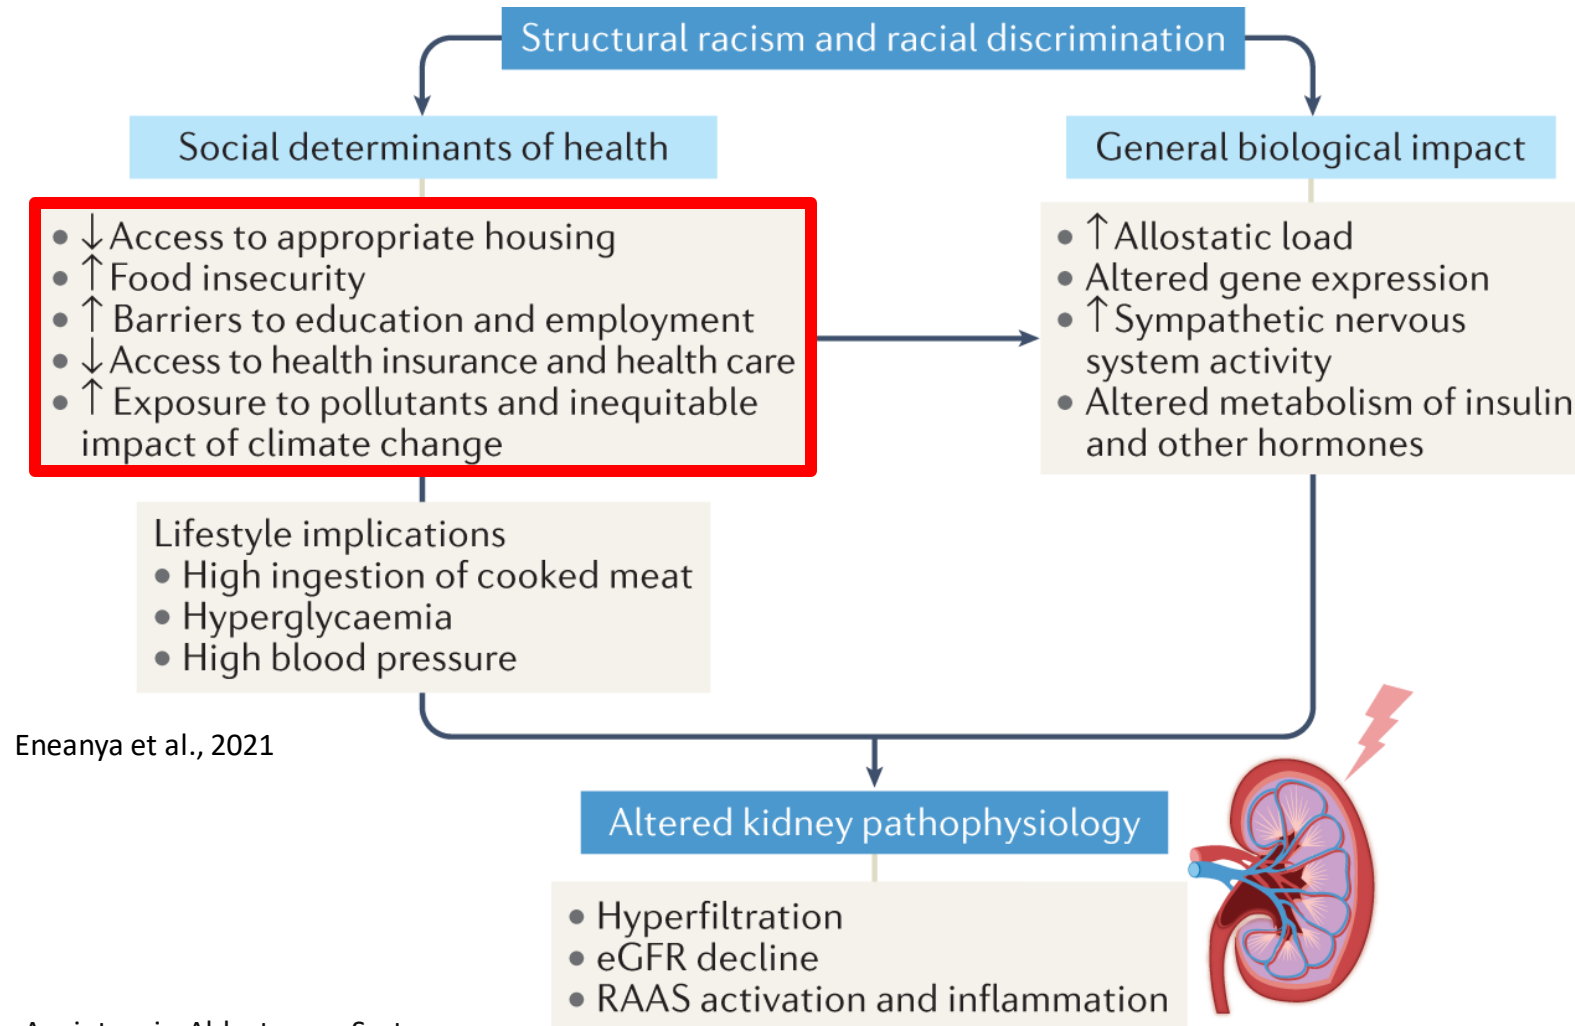 Structural racism and racial discrimination
Social determinants of health
• ↓ Access to appropriate housing
• ↑ Food insecurity
• ↑ Barriers to education and employment
• ↓ Access to health insurance and health care
• ↑ Exposure to pollutants and inequitable
impact of climate change
General biological impact
• ↑ Allostatic load
• Altered gene expression
• ↑ Sympathetic nervous
system activity
• Altered metabolism of insulin
and other hormones
Lifestyle implications
• High ingestion of cooked meat
• Hyperglycaemia
• High blood pressure
Eneanya et al., 2021
Altered kidney pathophysiology
• Hyperfiltration
• eGFR decline
• RAAS activation and inflammation